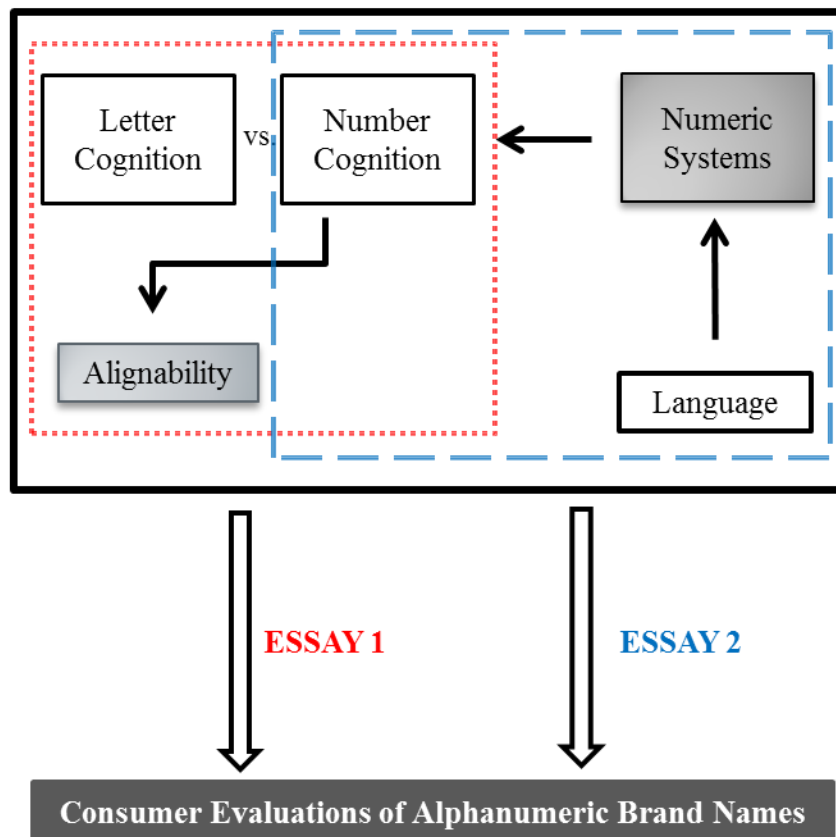 Letter
Cognition
vs.
Number
Cognition
Numeric
Systems
Alignability
Language
ESSAY 1
ESSAY 2
Consumer Evaluations of Alphanumeric Brand Names